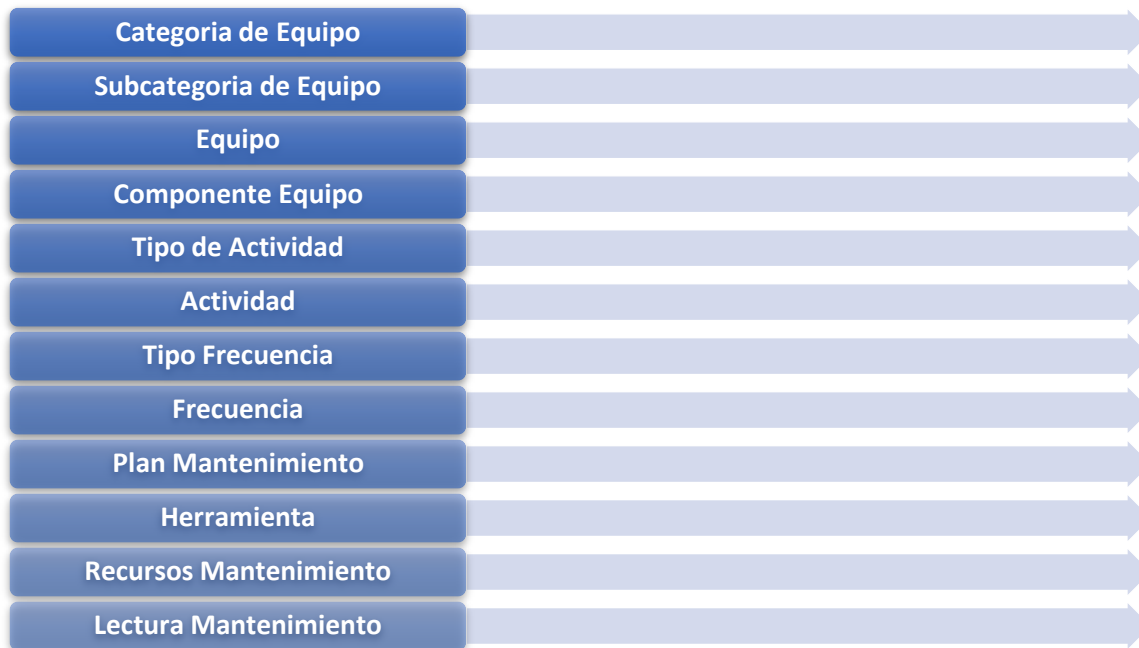 Categoria de Equipo
Subcategoria de Equipo
Equipo
Componente Equipo
Tipo de Actividad
Actividad
Tipo Frecuencia
Frecuencia
Plan Mantenimiento
Herramienta
Recursos Mantenimiento
Lectura Mantenimiento